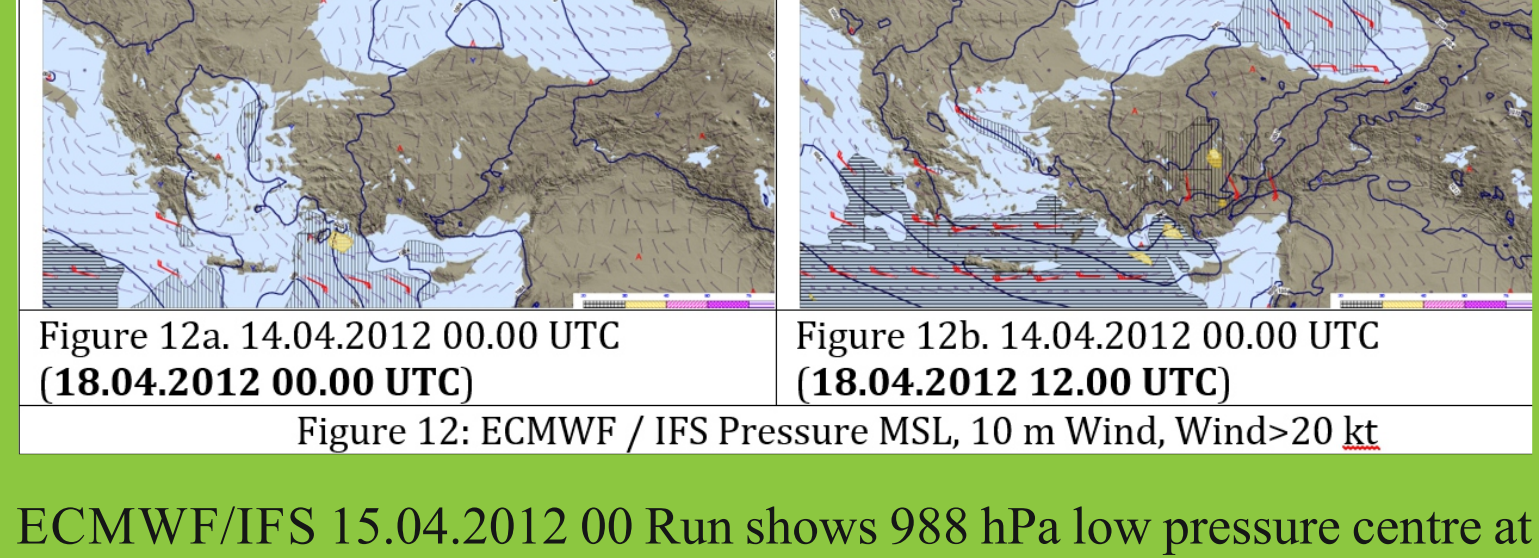 Figure 12a. 14.04.2012 00.00 UTC
(18.04.2012 00.00 UTC)
Figure 12b. 14.04.2012 00.00 UTC
(18.04.2012 12.00 UTC)
Figure 12: ECMWF / IFS Pressure MSL, 10 m Wind, Wind>20 kt
ECMWF/IFS 15.04.2012 00 Run shows 988 hPa low pressure centre at